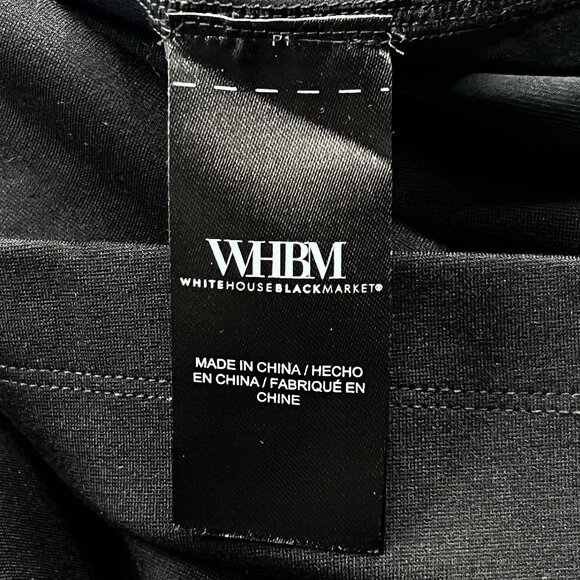 WHBM
WHITEHOUSEBLACKMARKET®
MADE IN CHINA / HECHO
EN CHINA / FABRIQUÉ EN
CHINE